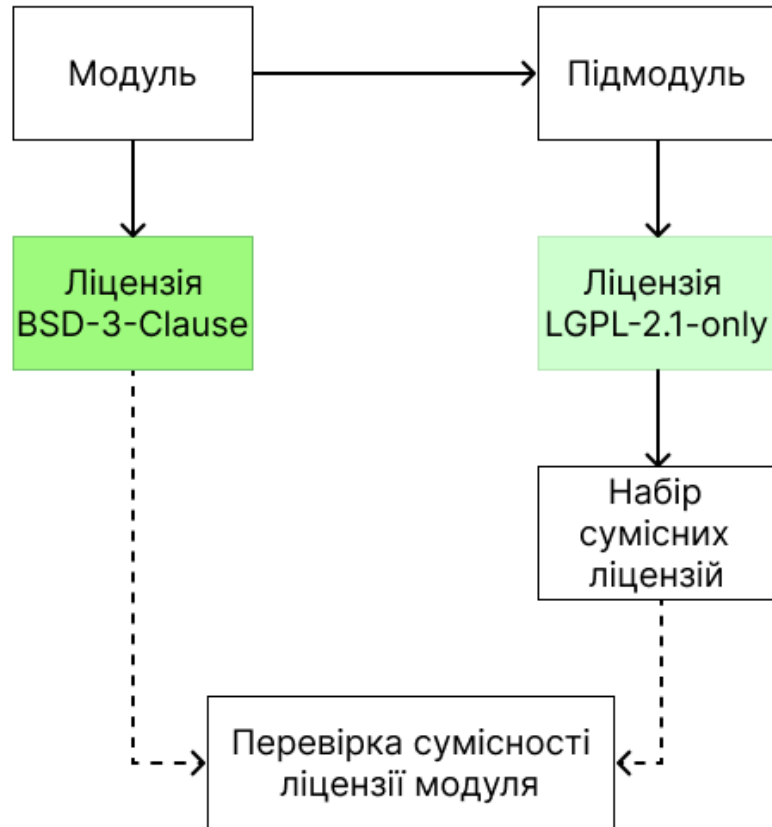 Модуль
Підмодуль
Ліцензія
BSD-3-Clause
Ліцензія
LGPL-2.1-only
Набір
сумісних
ліцензій
Перевірка сумісності
ліцензії модуля